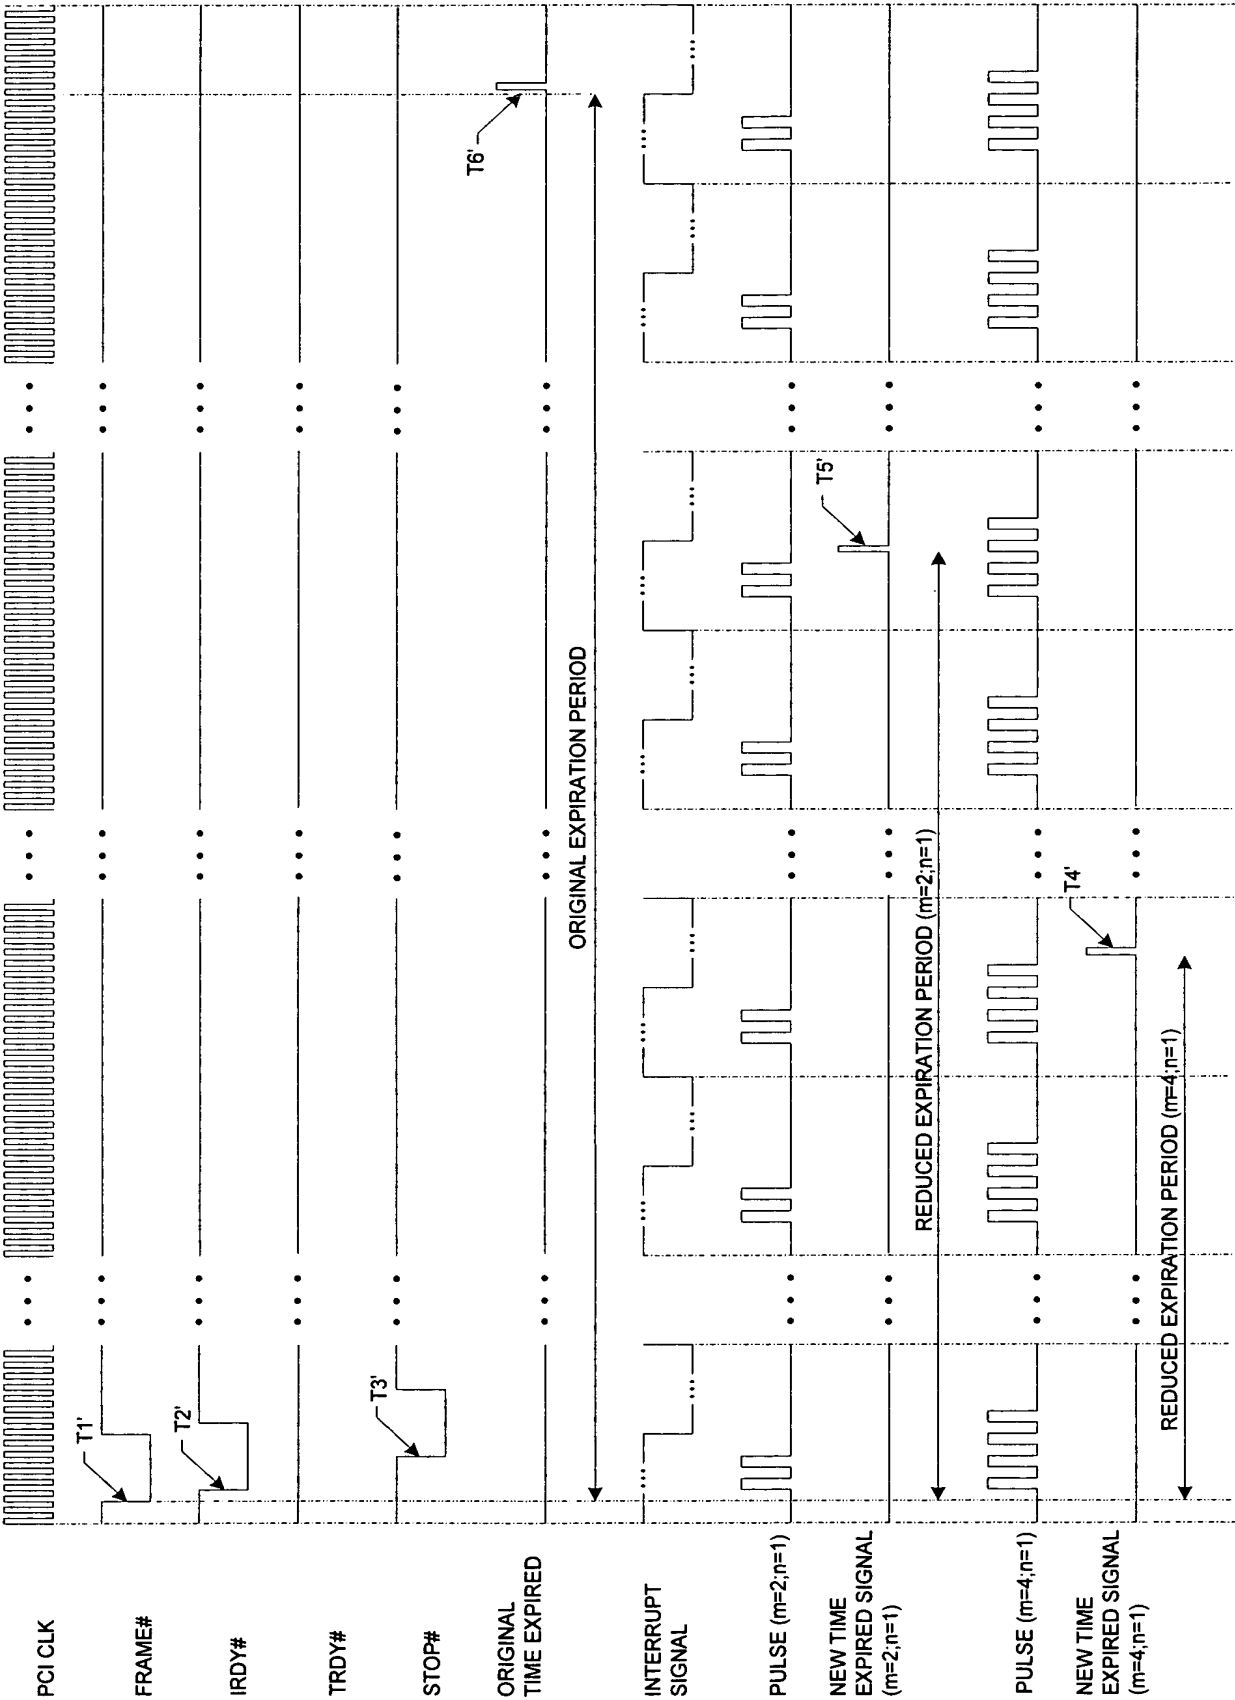 PCI CLK
FRAME#
IRDY#
TRDY#
STOP#
ORIGINAL
TIME EXPIRED
INTERRUPT
SIGNAL
PULSE (m=2;n=1)
NEW TIME
EXPIRED SIGNAL
(m=2;n=1)
PULSE (m=4;n=1)
NEW TIME
EXPIRED SIGNAL
(m=4;n=1)
T1'
T2'
T3'
T6'
ORIGINAL EXPIRATION PERIOD
T5'
REDUCED EXPIRATION PERIOD (m=2;n=1)
T4'
REDUCED EXPIRATION PERIOD (m=4;n=1)